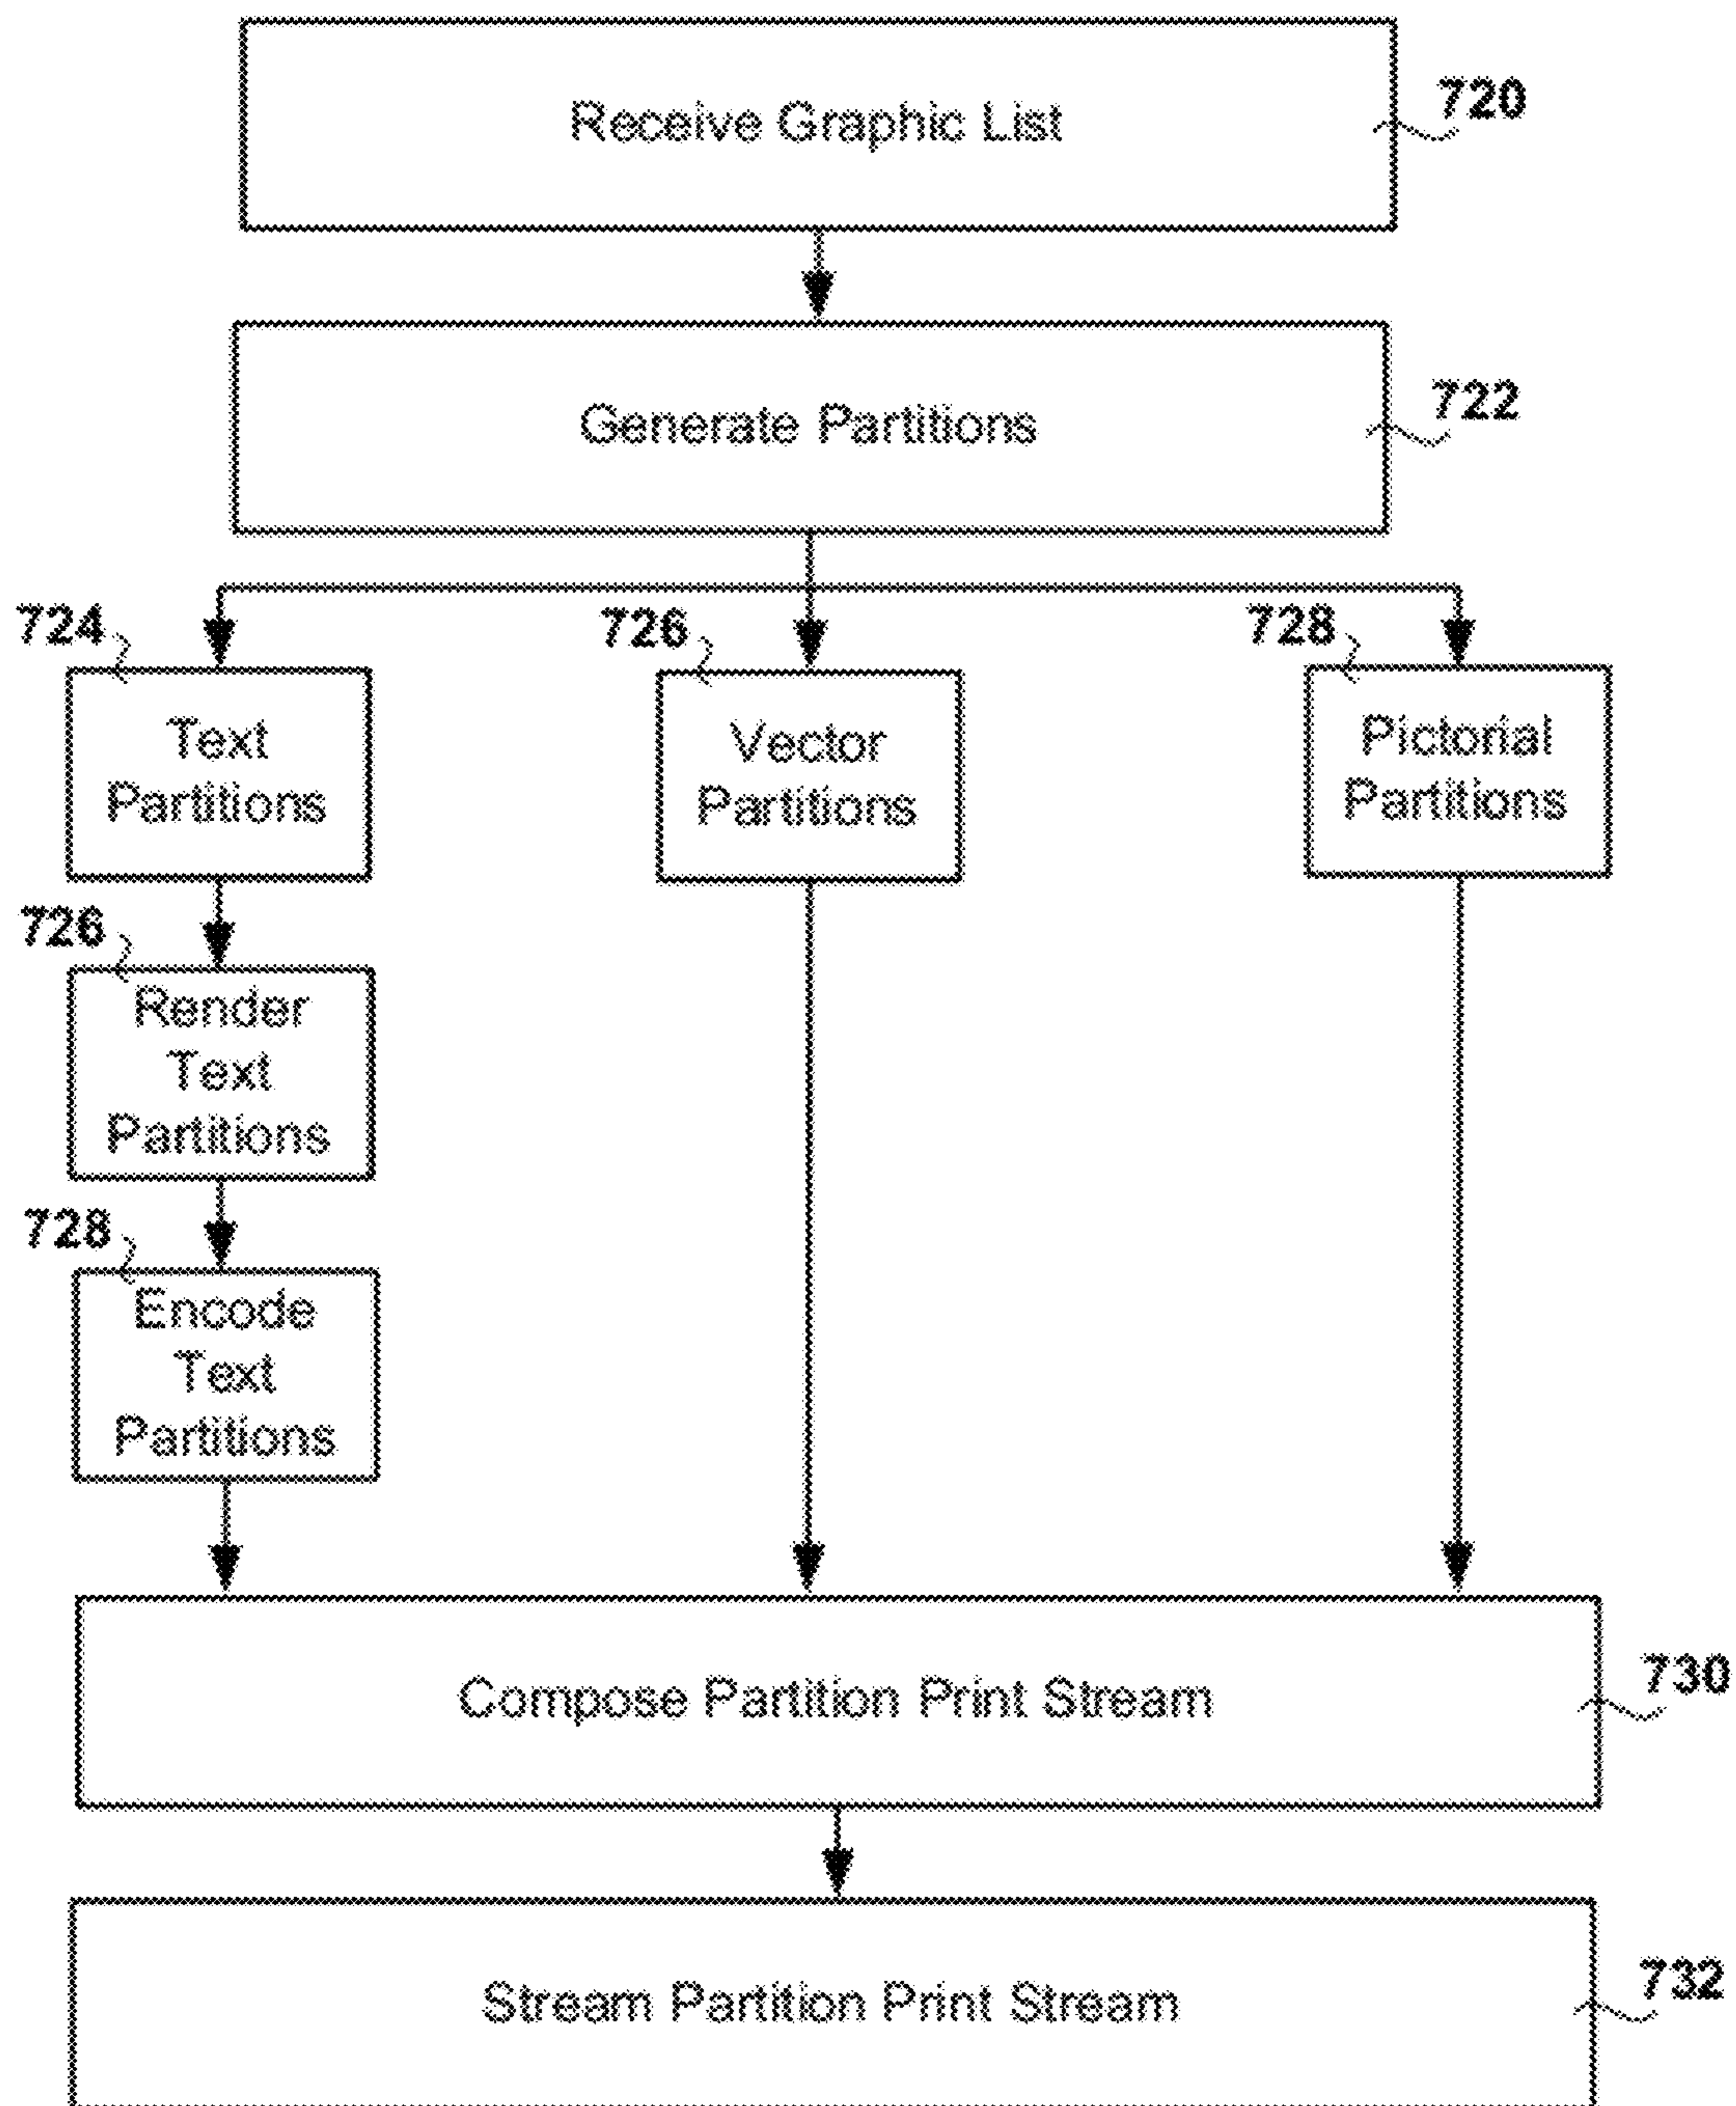 Receive Graphic List
720
Generate Partitions
722
724
726
728
Text
Partitions
Vector
Partitions
Pictorial
Partitions
726
Render
Text
Partitions
728
Encode
Text
Partitions
Compose Partition Print Stream
730
Stream Partition Print Stream
732